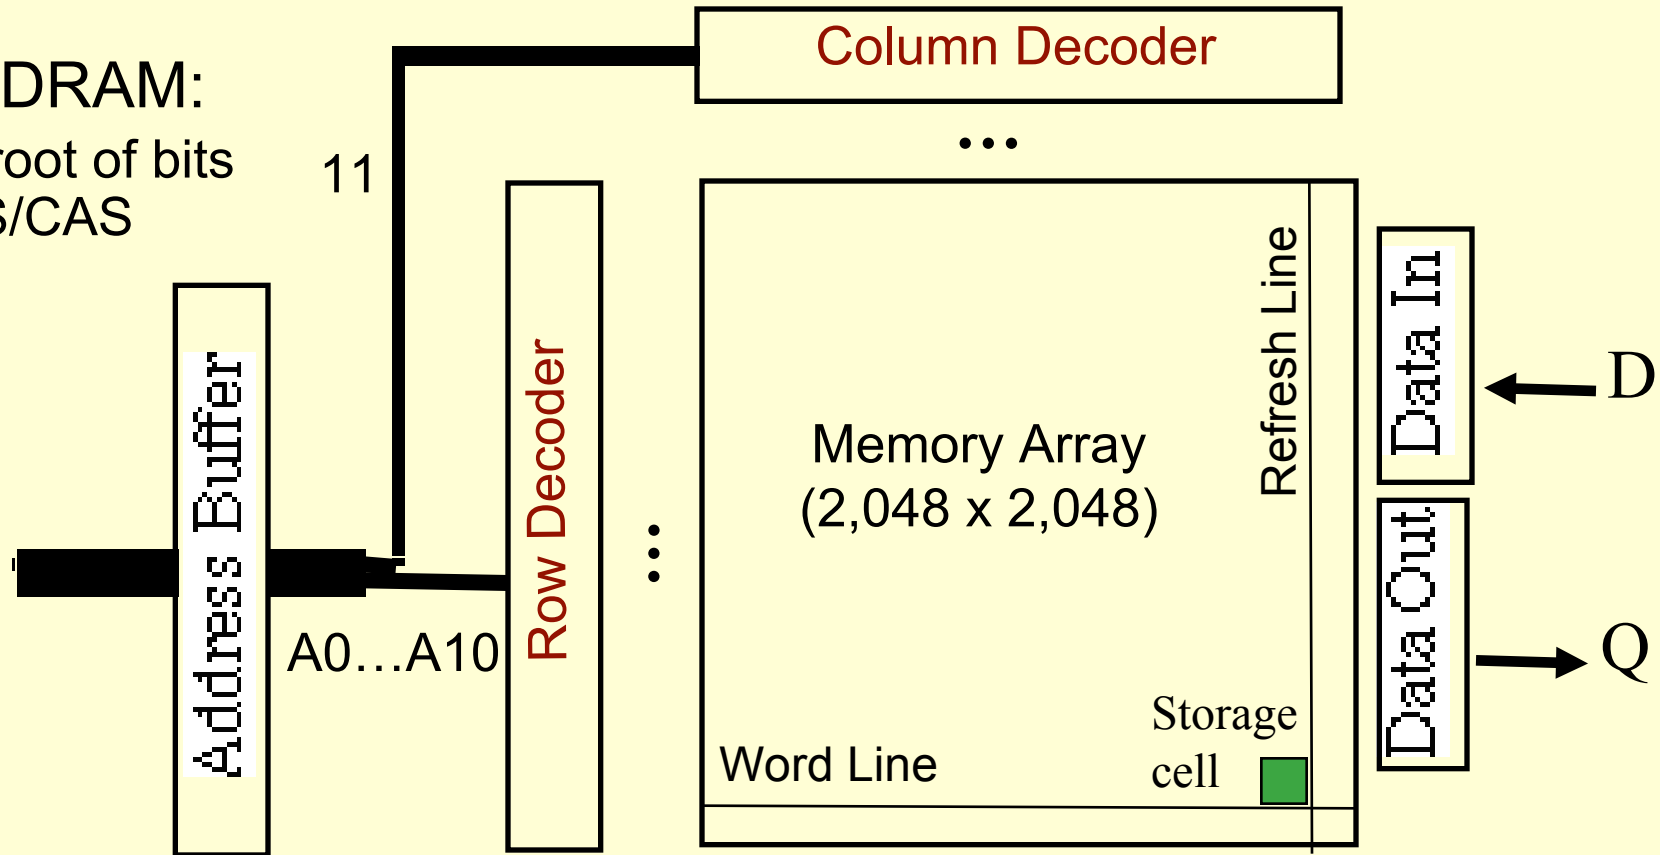 DRAM:
root of bits
S/CAS
11
Column Decoder
...
Address Buffer
A0…A10
Row Decoder
...
Memory Array
(2,048 x 2,048)
Refresh Line
Word Line
Storage
cell
Data In
D
Data Out
Q